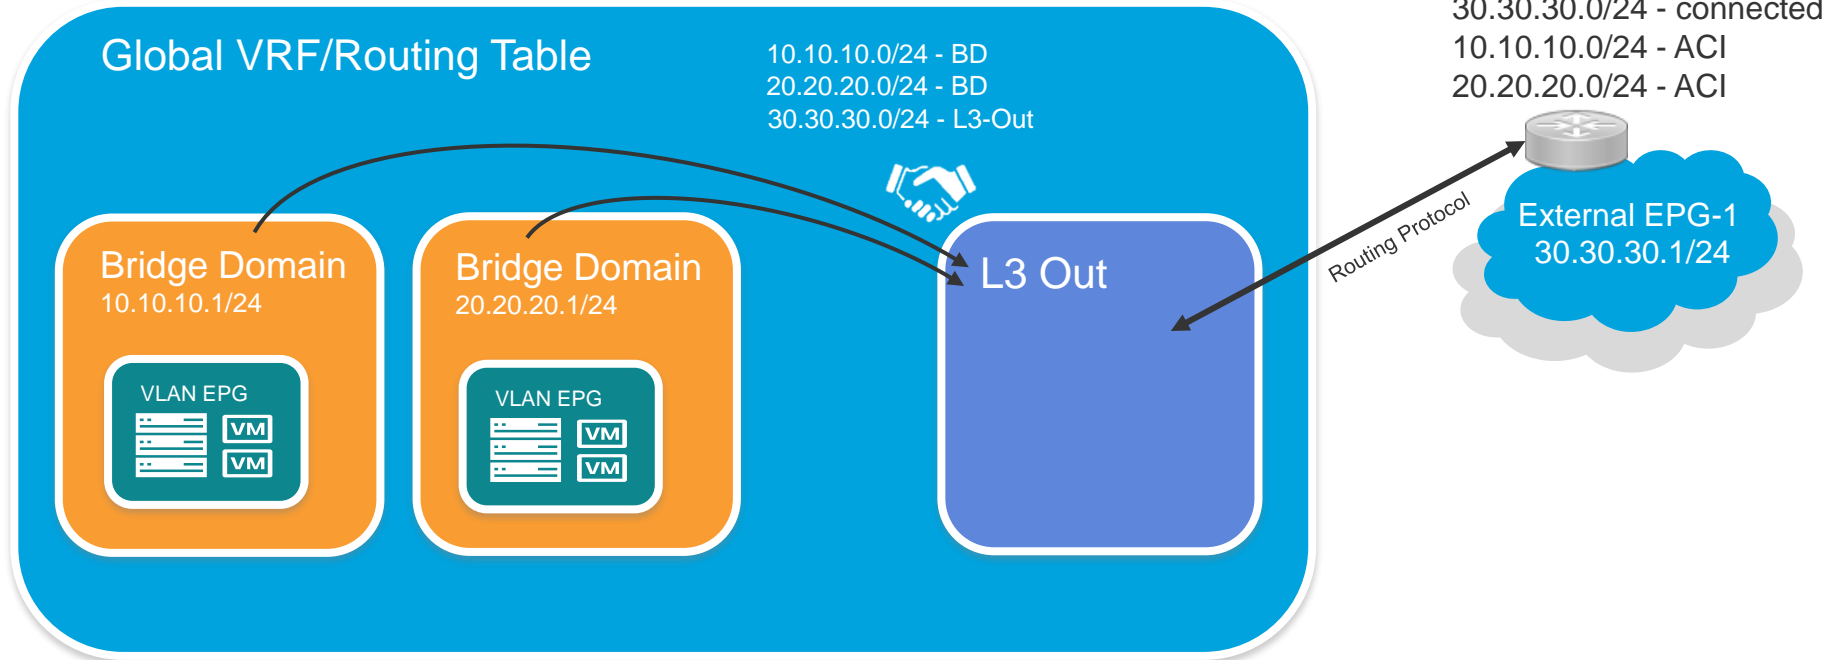 Global VRF/Routing Table
10.10.10.0/24 - BD
20.20.20.0/24 - BD
30.30.30.0/24 - L3-Out
30.30.30.0/24 - connected
10.10.10.0/24 - ACI
20.20.20.0/24 - ACI
Bridge Domain
10.10.10.1/24
VLAN EPG
VM
VM
Bridge Domain
20.20.20.1/24
VLAN EPG
VM
VM
L3 Out
Routing Protocol
External EPG-1
30.30.30.1/24